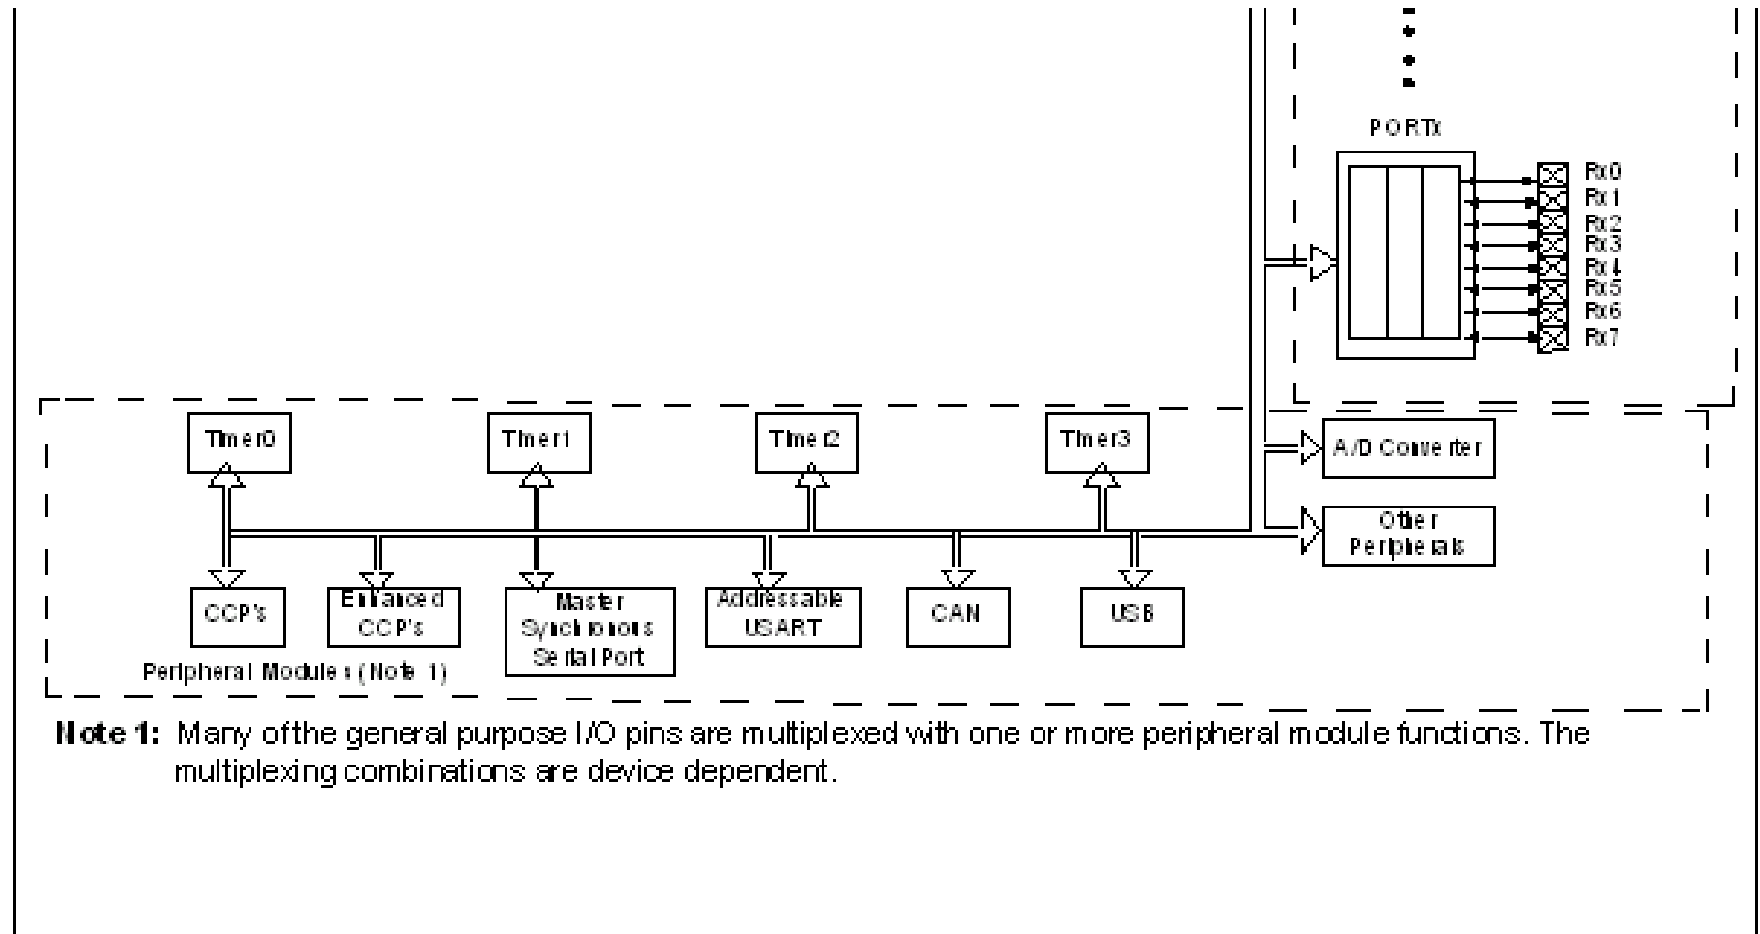 PORTx
Rx0
Rx1
Rx2
Rx3
Rx4
Rx5
Rx6
Rx7
Timer0
Timer1
Timer2
Timer3
A/D Converter
Other
Peripherals
CCP's
Enhanced
CCP's
Master
Synchronous
Serial Port
Addressable
USART
CAN
USB
Peripheral Modules (Note 1)
Note 1: Many of the general purpose I/O pins are multiplexed with one or more peripheral module functions. The
multiplexing combinations are device dependent.